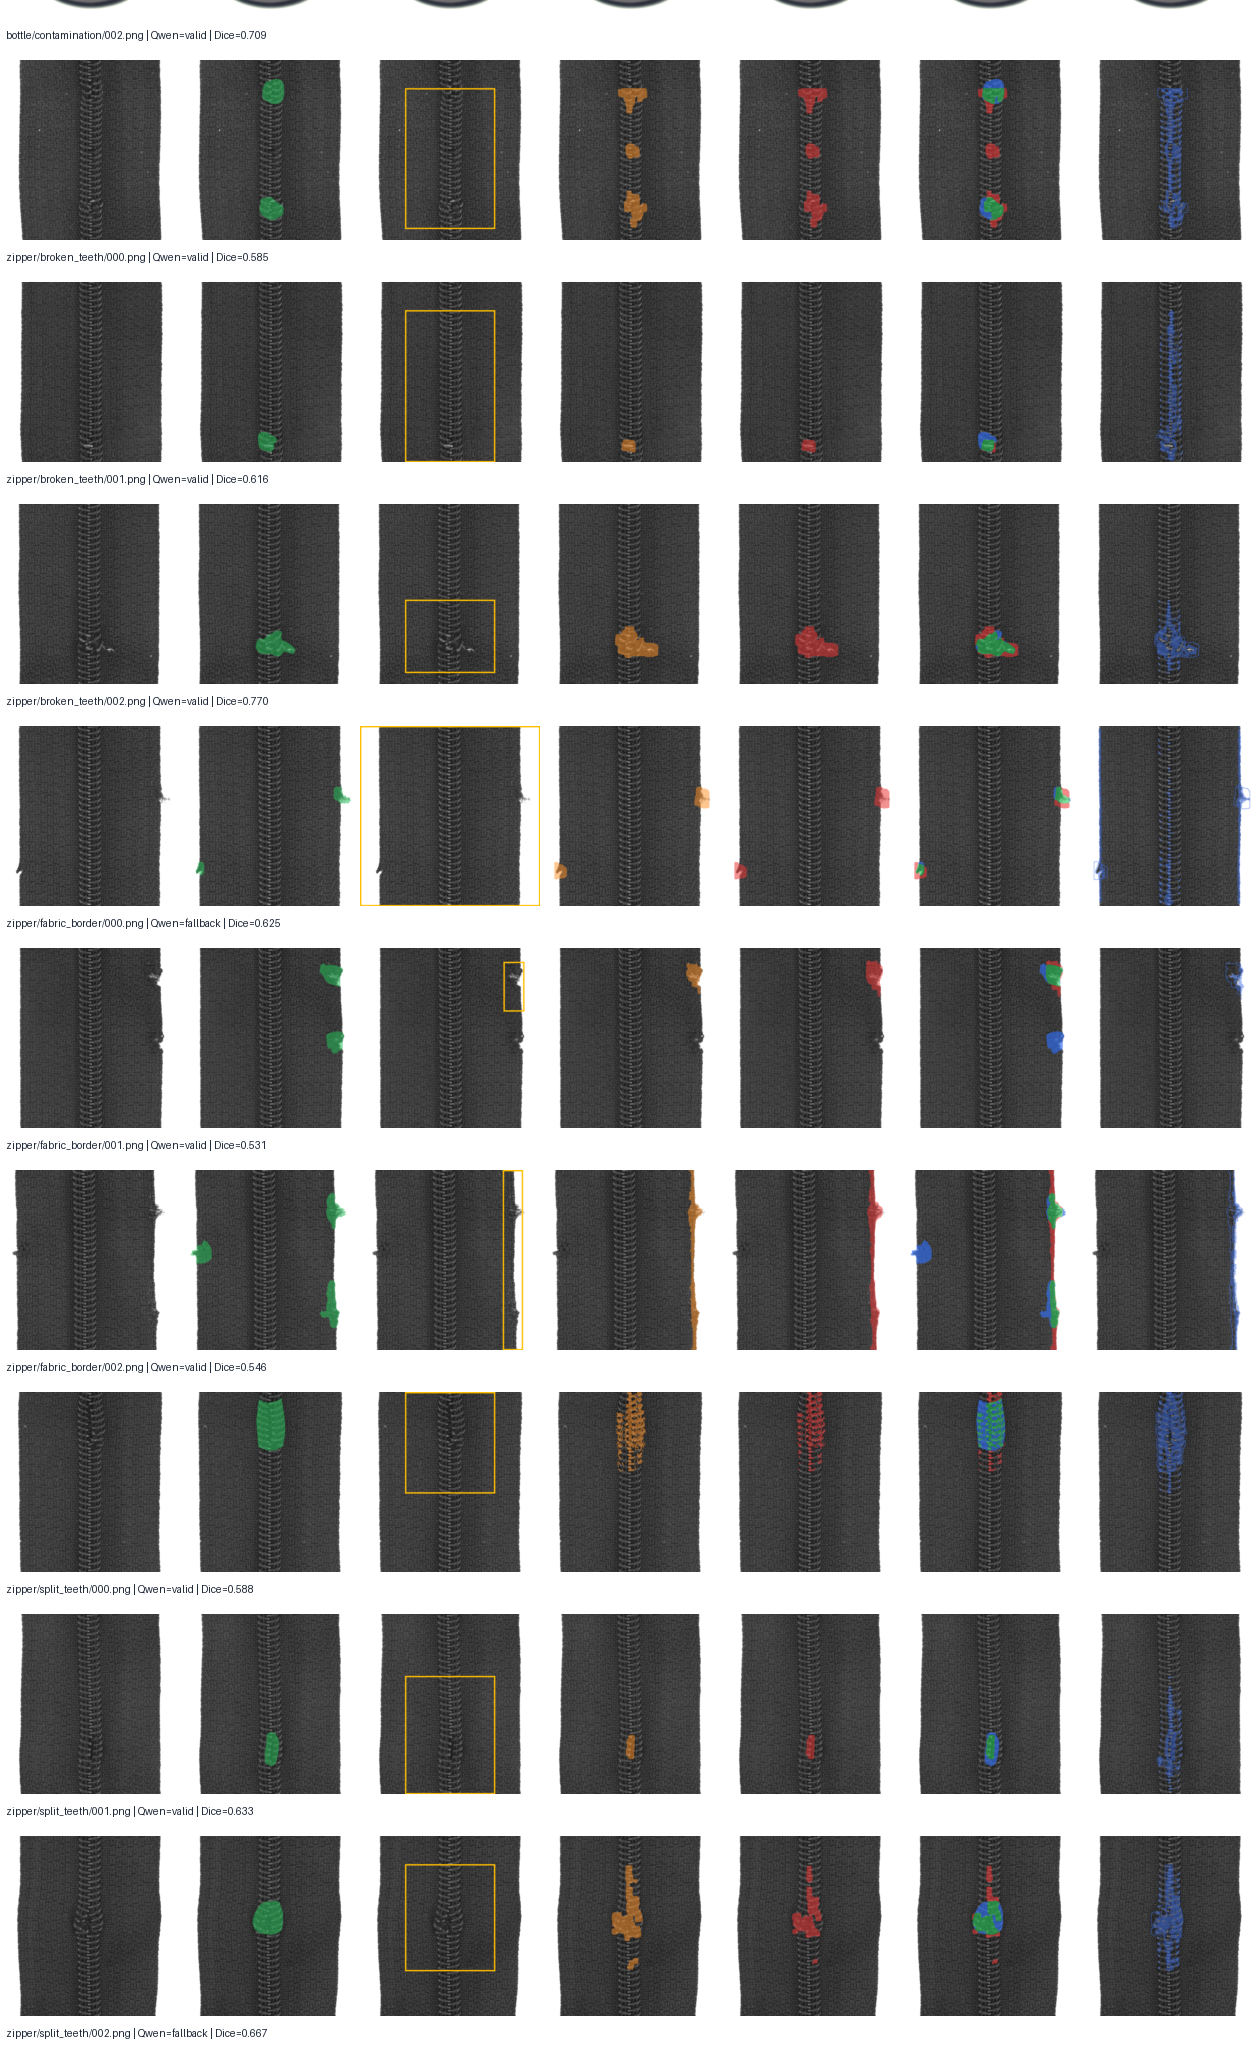 bottle/contamination/002.png | Qwen=valid | Dice=0.709
zipper/broken_teeth/000.png | Qwen=valid | Dice=0.585
zipper/broken_teeth/001.png | Qwen=valid | Dice=0.616
zipper/broken_teeth/002.png | Qwen=valid | Dice=0.770
zipper/fabric_border/000.png | Qwen=fallback | Dice=0.625
zipper/fabric_border/001.png | Qwen=valid | Dice=0.531
zipper/fabric_border/002.png | Qwen=valid | Dice=0.546
zipper/split_teeth/000.png | Qwen=valid | Dice=0.588
zipper/split_teeth/001.png | Qwen=valid | Dice=0.633
zipper/split_teeth/002.png | Qwen=fallback | Dice=0.667